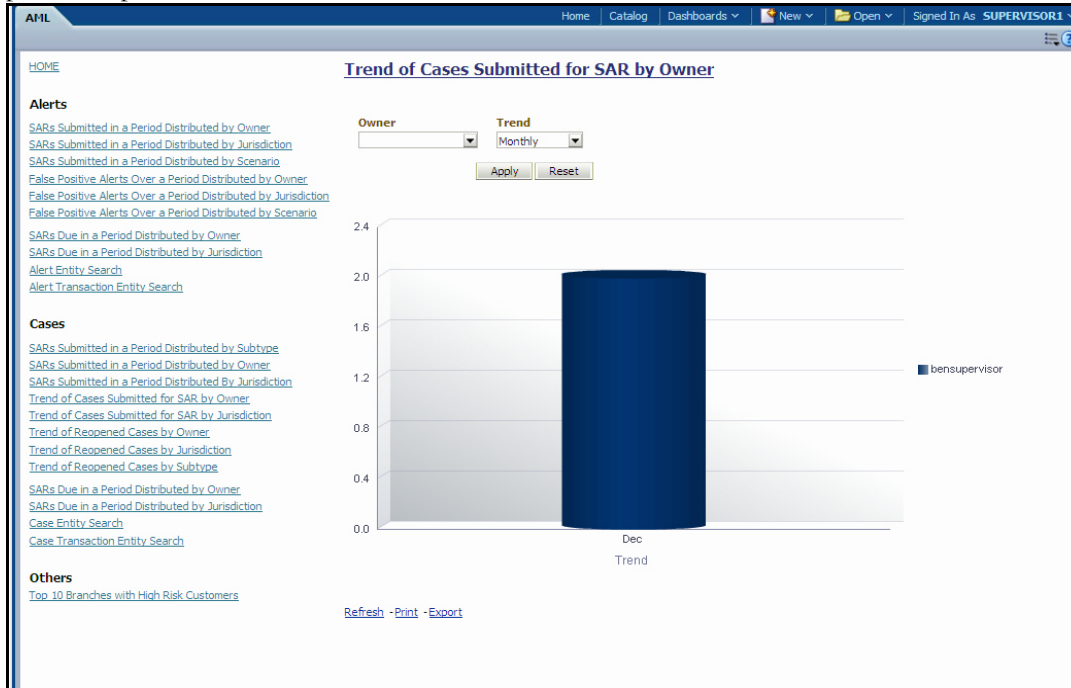 AML
Home Catalog Dashboards New Open Signed In As SUPERVISOR1
HOME
Alerts
SARs Submitted in a Period Distributed by Owner
SARs Submitted in a Period Distributed by Jurisdiction
SARs Submitted in a Period Distributed by Scenario
False Positive Alerts Over a Period Distributed by Owner
False Positive Alerts Over a Period Distributed by Jurisdiction
False Positive Alerts Over a Period Distributed by Scenario
SARs Due in a Period Distributed by Owner
SARs Due in a Period Distributed by Jurisdiction
Alert Entity Search
Alert Transaction Entity Search
Cases
SARs Submitted in a Period Distributed by Subtype
SARs Submitted in a Period Distributed by Owner
SARs Submitted in a Period Distributed By Jurisdiction
Trend of Cases Submitted for SAR by Owner
Trend of Cases Submitted for SAR by Jurisdiction
Trend of Reopened Cases by Owner
Trend of Reopened Cases by Jurisdiction
Trend of Reopened Cases by Subtype
SARs Due in a Period Distributed by Owner
SARs Due in a Period Distributed by Jurisdiction
Case Entity Search
Case Transaction Entity Search
Others
Top 10 Branches with High Risk Customers
Trend of Cases Submitted for SAR by Owner
Owner Trend
Monthly
Apply Reset
2.4
2.0
1.6
1.2
0.8
0.4
0.0
Dec
Trend
bensupervisor
Refresh - Print - Export